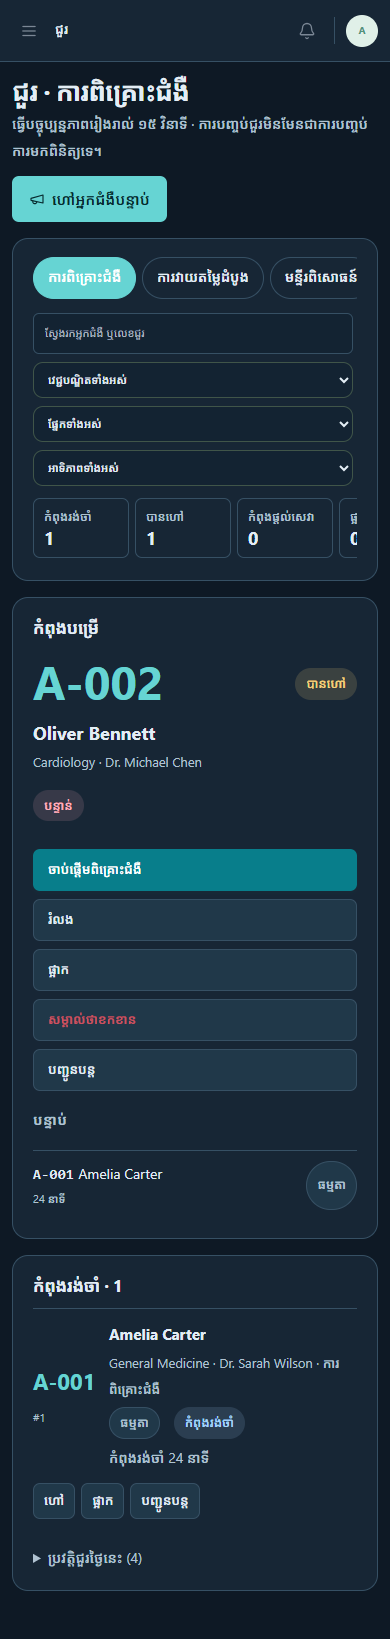 ជួរ
A
ជួរ · ការពិគ្រោះជំងឺ
ធ្វើបច្ចុប្បន្នភាពរៀងរាល់ ១៥ វិនាទី · ការបញ្ចប់ជួរមិនមែនជាការបញ្ចប់
ការមកពិនិត្យទេ។
ហៅអ្នកជំងឺបន្ទាប់
ការពិគ្រោះជំងឺ
ការវាយតម្លៃជំបូង
មន្ទីរពិសោធន៍
ស្វែងរកអ្នកជំងឺ ឬលេខជួរ
វេជ្ជបណ្ឌិតទាំងអស់
ផ្នែកទាំងអស់
អាទិភាពទាំងអស់
កំពុងរង់ចាំ
1
បានហៅ
1
កំពុងផ្តល់សេវា
0
កំពុងបម្រើ
A-002
បានហៅ
Oliver Bennett
Cardiology · Dr. Michael Chen
បន្ទាន់
ចាប់ផ្តើមពិគ្រោះជំងឺ
រំលង
ផ្អាក
សម្គាល់ថាខកខាន
បញ្ជូនបន្ត
បន្ទាប់
A-001 Amelia Carter
24 នាទី
ធម្មតា
កំពុងរង់ចាំ · 1
Amelia Carter
A-001
#1
General Medicine · Dr. Sarah Wilson · ការ
ពិគ្រោះជំងឺ
ធម្មតា
កំពុងរង់ចាំ
កំពុងរង់ចាំ 24 នាទី
ហៅ
ផ្អាក
បញ្ជូនបន្ត
ប្រវត្តិជួរថ្ងៃនេះ (4)